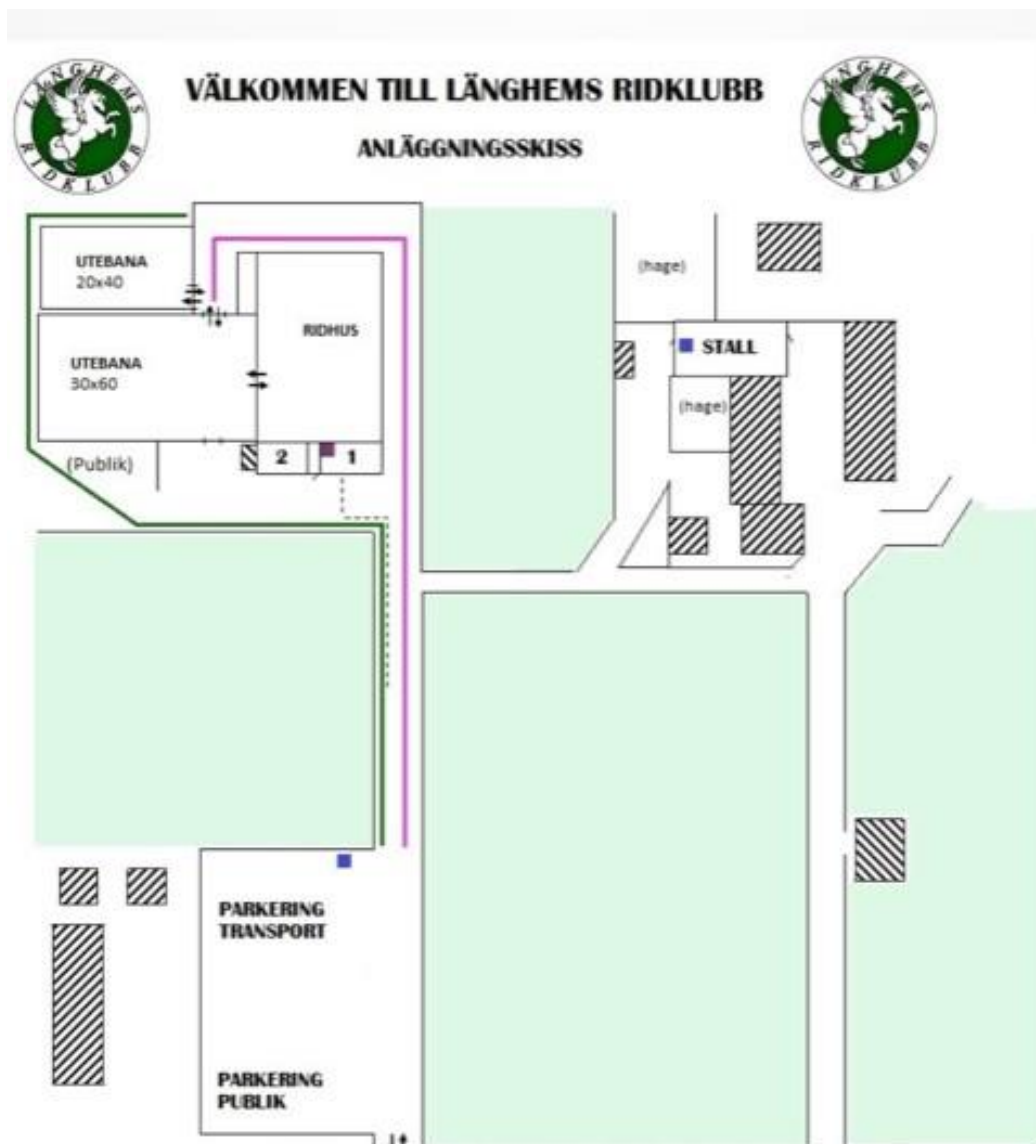 LÄNGHEMS RIDKLUBB
VÄLKOMMEN TILL LÄNGHEMS RIDKLUBB
LÄNGHEMS RIDKLUBB
ANLÄGGNINGSSKISS
UTEBANA
20x40
(hage)
RIDHUS
STALL
UTEBANA
30x60
(hage)
(Publik)
2
1
PARKERING
TRANSPORT
PARKERING
PUBLIK